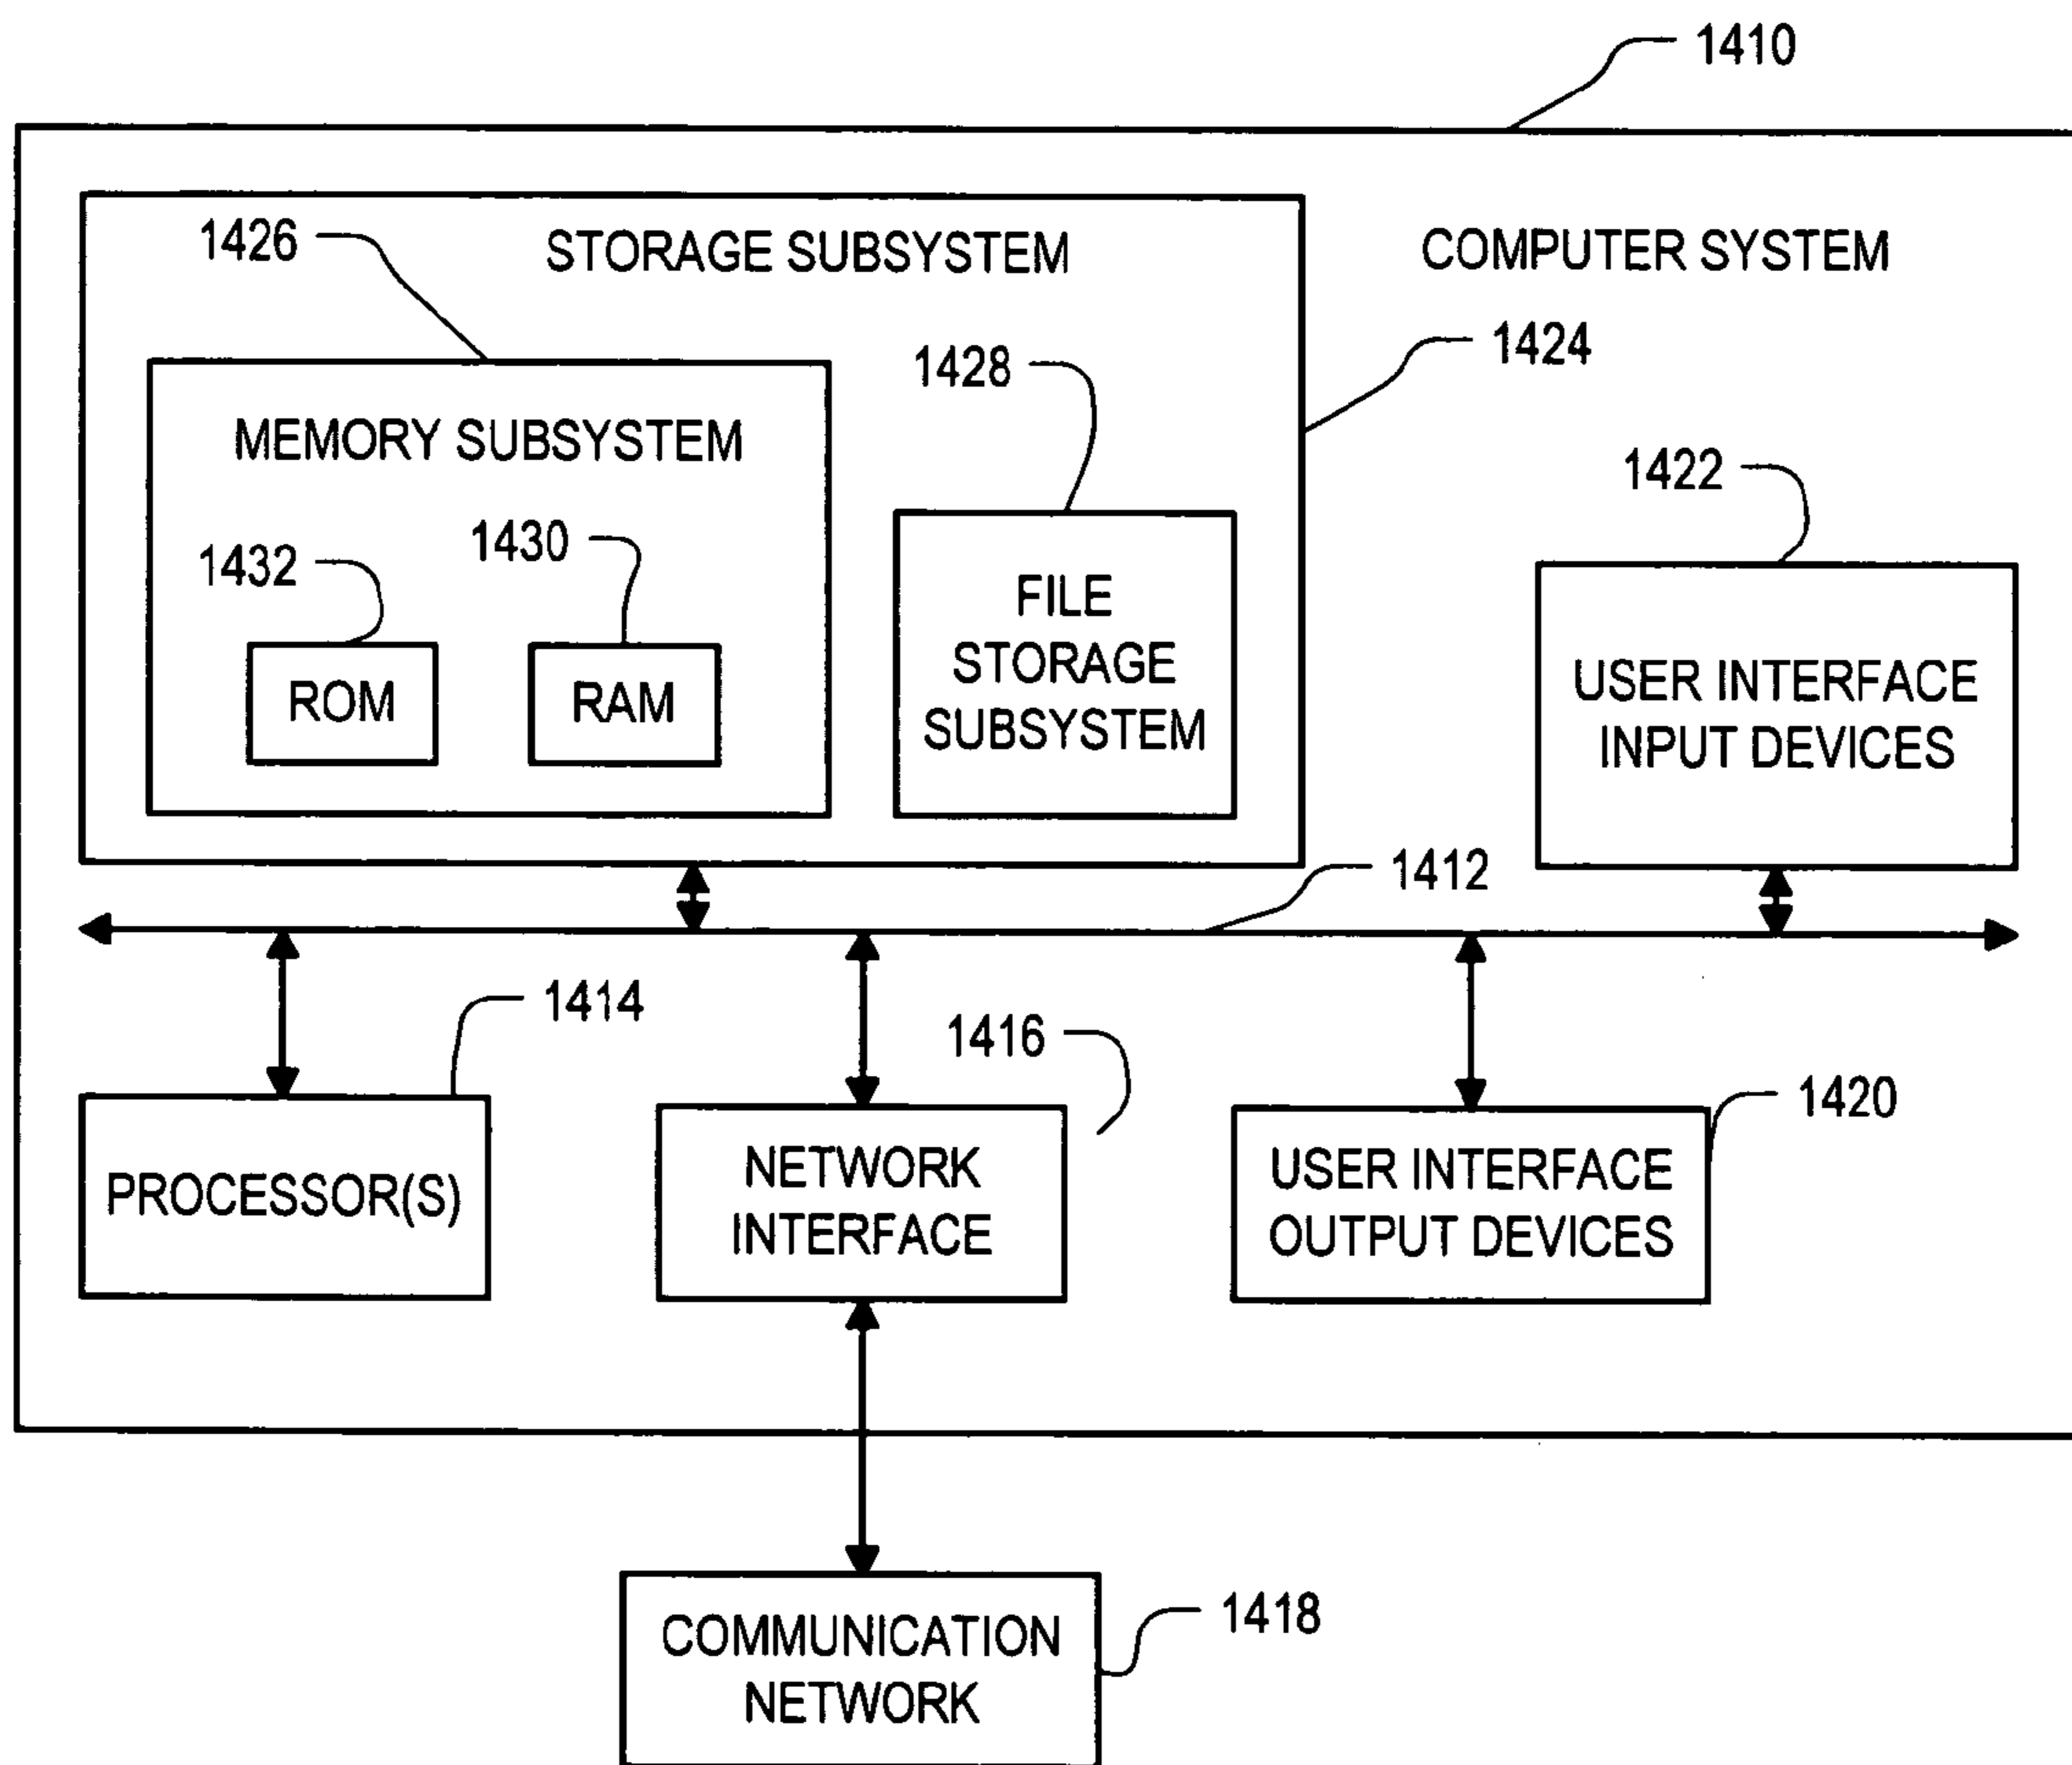 1410
1426
STORAGE SUBSYSTEM
COMPUTER SYSTEM
1424
1428
MEMORY SUBSYSTEM
1422
1432
1430
ROM
RAM
FILE
STORAGE
SUBSYSTEM
USER INTERFACE
INPUT DEVICES
1412
1414
1416
1420
PROCESSOR(S)
NETWORK
INTERFACE
USER INTERFACE
OUTPUT DEVICES
COMMUNICATION
NETWORK
1418